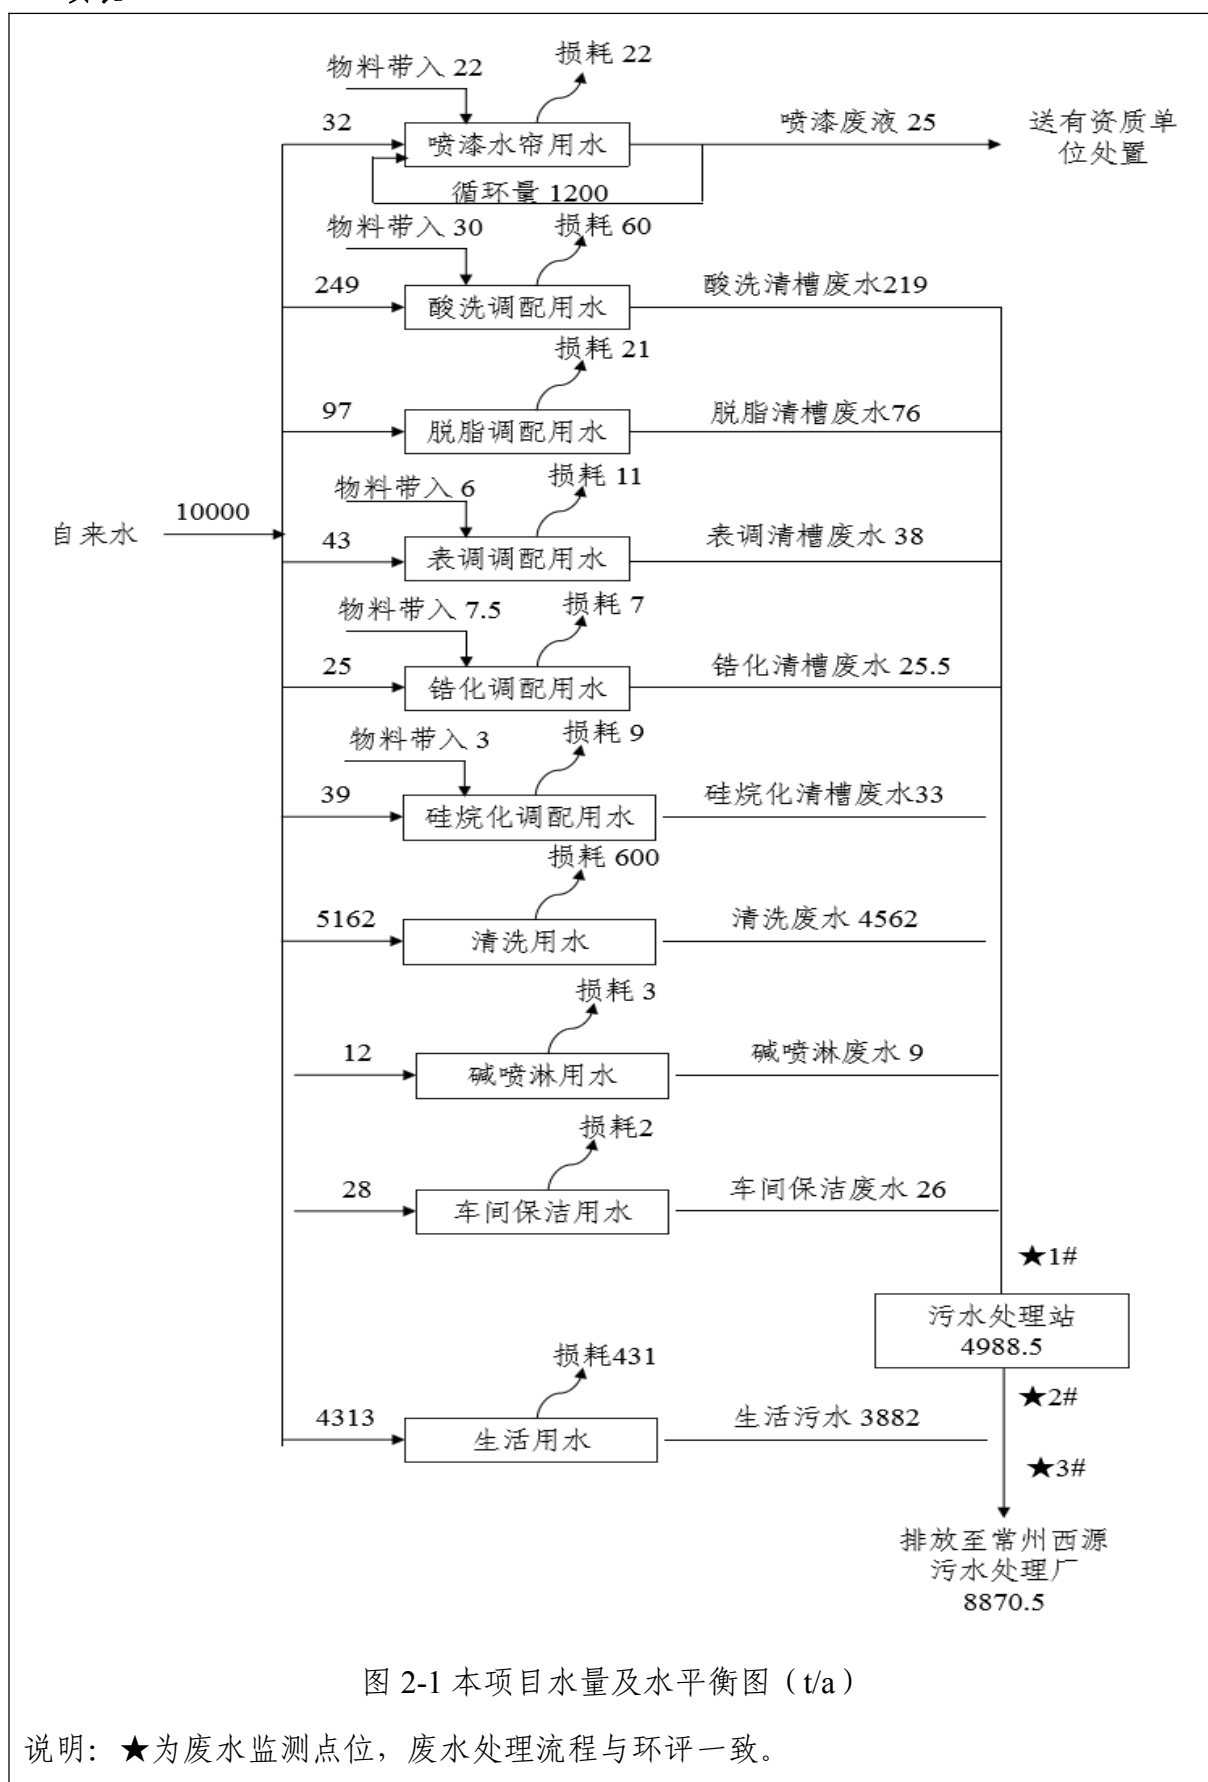 物料带入 22
损耗 22
32
喷漆水帘用水
喷漆废液 25
送有资质单
位处置
循环量 1200
物料带入 30
损耗 60
249
酸洗调配用水
酸洗清槽废水219
损耗 21
97
脱脂调配用水
脱脂清槽废水76
物料带入 6
损耗 11
自来水
10000
43
表调调配用水
表调清槽废水 38
物料带入 7.5
损耗 7
25
锆化调配用水
锆化清槽废水 25.5
物料带入 3
损耗 9
39
硅烷化调配用水
硅烷化清槽废水33
损耗 600
5162
清洗用水
清洗废水 4562
损耗 3
12
碱喷淋用水
碱喷淋废水 9
损耗2
28
车间保洁用水
车间保洁废水 26
★1#
污水处理站
4988.5
损耗431
★2#
4313
生活用水
生活污水 3882
★3#
排放至常州西源
污水处理厂
8870.5
图 2-1 本项目水量及水平衡图（t/a）
说明：★为废水监测点位，废水处理流程与环评一致。